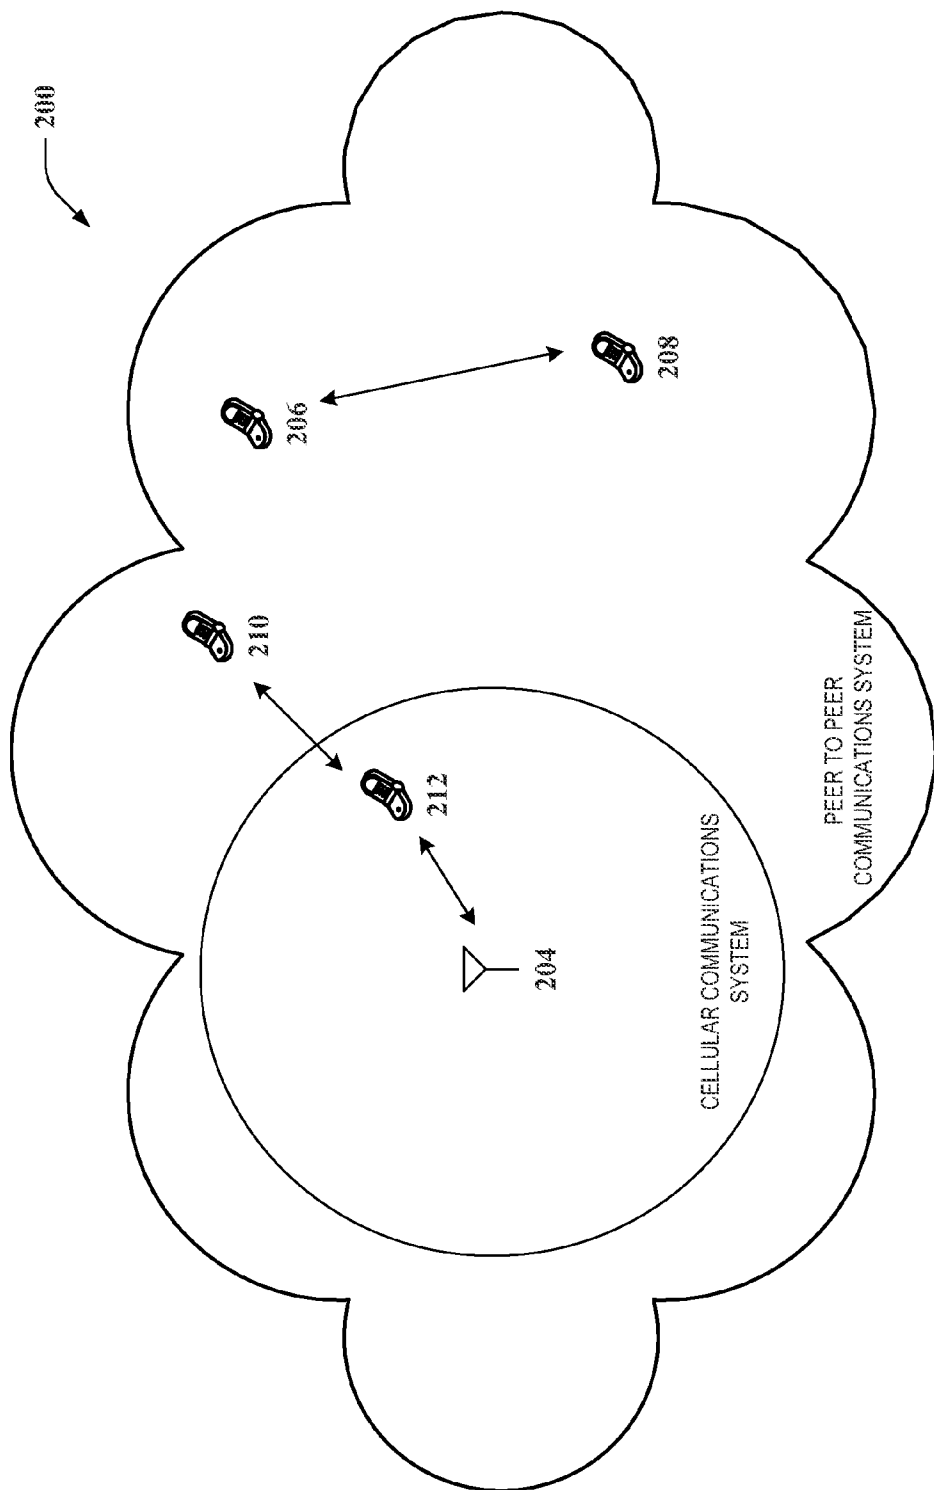 200
206
208
210
212
204
CELLULAR COMMUNICATIONS
SYSTEM
PEER TO PEER
COMMUNICATIONS SYSTEM